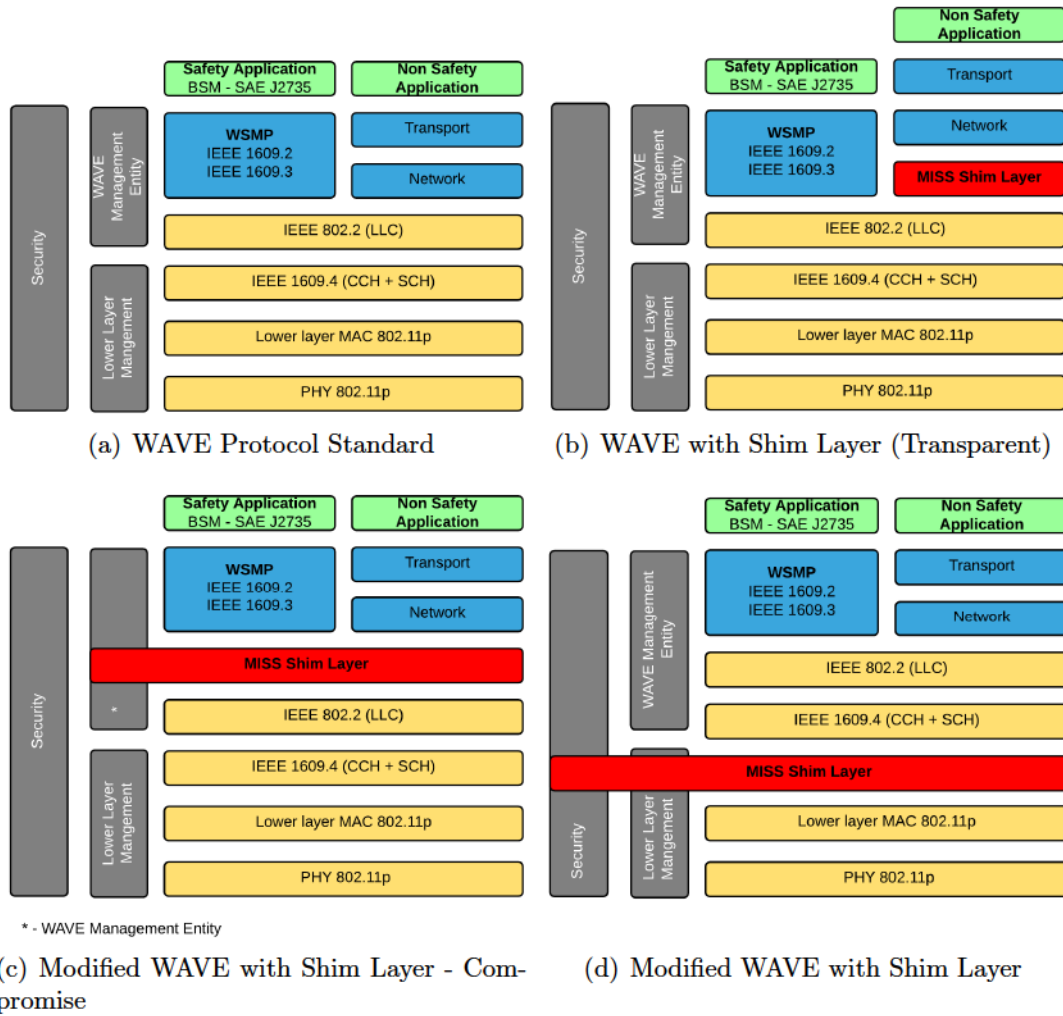 Safety Application
BSM - SAE J2735
Non Safety
Application
Security
WAVE
Management
Entity
WSMP
IEEE 1609.2
IEEE 1609.3
Transport
Network
IEEE 802.2 (LLC)
Lower Layer
Mangement
IEEE 1609.4 (CCH + SCH)
Lower layer MAC 802.11p
PHY 802.11p
(a) WAVE Protocol Standard
Non Safety
Application
Safety Application
BSM - SAE J2735
Transport
Security
WAVE
Management
Entity
WSMP
IEEE 1609.2
IEEE 1609.3
Network
MISS Shim Layer
IEEE 802.2 (LLC)
Lower Layer
Mangement
IEEE 1609.4 (CCH + SCH)
Lower layer MAC 802.11p
PHY 802.11p
(b) WAVE with Shim Layer (Transparent)
Safety Application
BSM - SAE J2735
Non Safety
Application
Security
WSMP
IEEE 1609.2
IEEE 1609.3
Transport
Network
MISS Shim Layer
*
IEEE 802.2 (LLC)
Lower Layer
Mangement
IEEE 1609.4 (CCH + SCH)
Lower layer MAC 802.11p
PHY 802.11p
* - WAVE Management Entity
(c) Modified WAVE with Shim Layer - Com-
promise
Safety Application
BSM - SAE J2735
Non Safety
Application
WAVE Management
Entity
WSMP
IEEE 1609.2
IEEE 1609.3
Transport
Network
IEEE 802.2 (LLC)
IEEE 1609.4 (CCH + SCH)
MISS Shim Layer
Security
Lower Layer
Mangement
Lower layer MAC 802.11p
PHY 802.11p
(d) Modified WAVE with Shim Layer